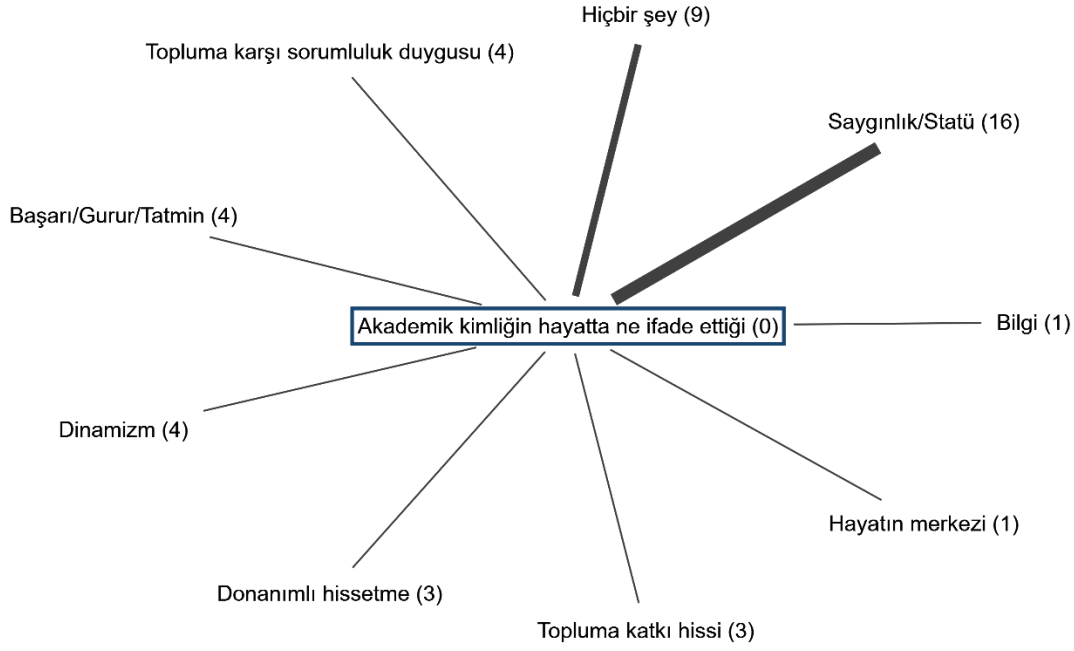 Hiçbir şey (9)
Topluma karşı sorumluluk duygusu (4)
Saygınlık/Statü (16)
Başarı/Gurur/Tatmin (4)
Akademik kimliğin hayatta ne ifade ettiği (0)
Bilgi (1)
Dinamizm (4)
Hayatın merkezi (1)
Donanımlı hissetme (3)
Topluma katkı hissi (3)